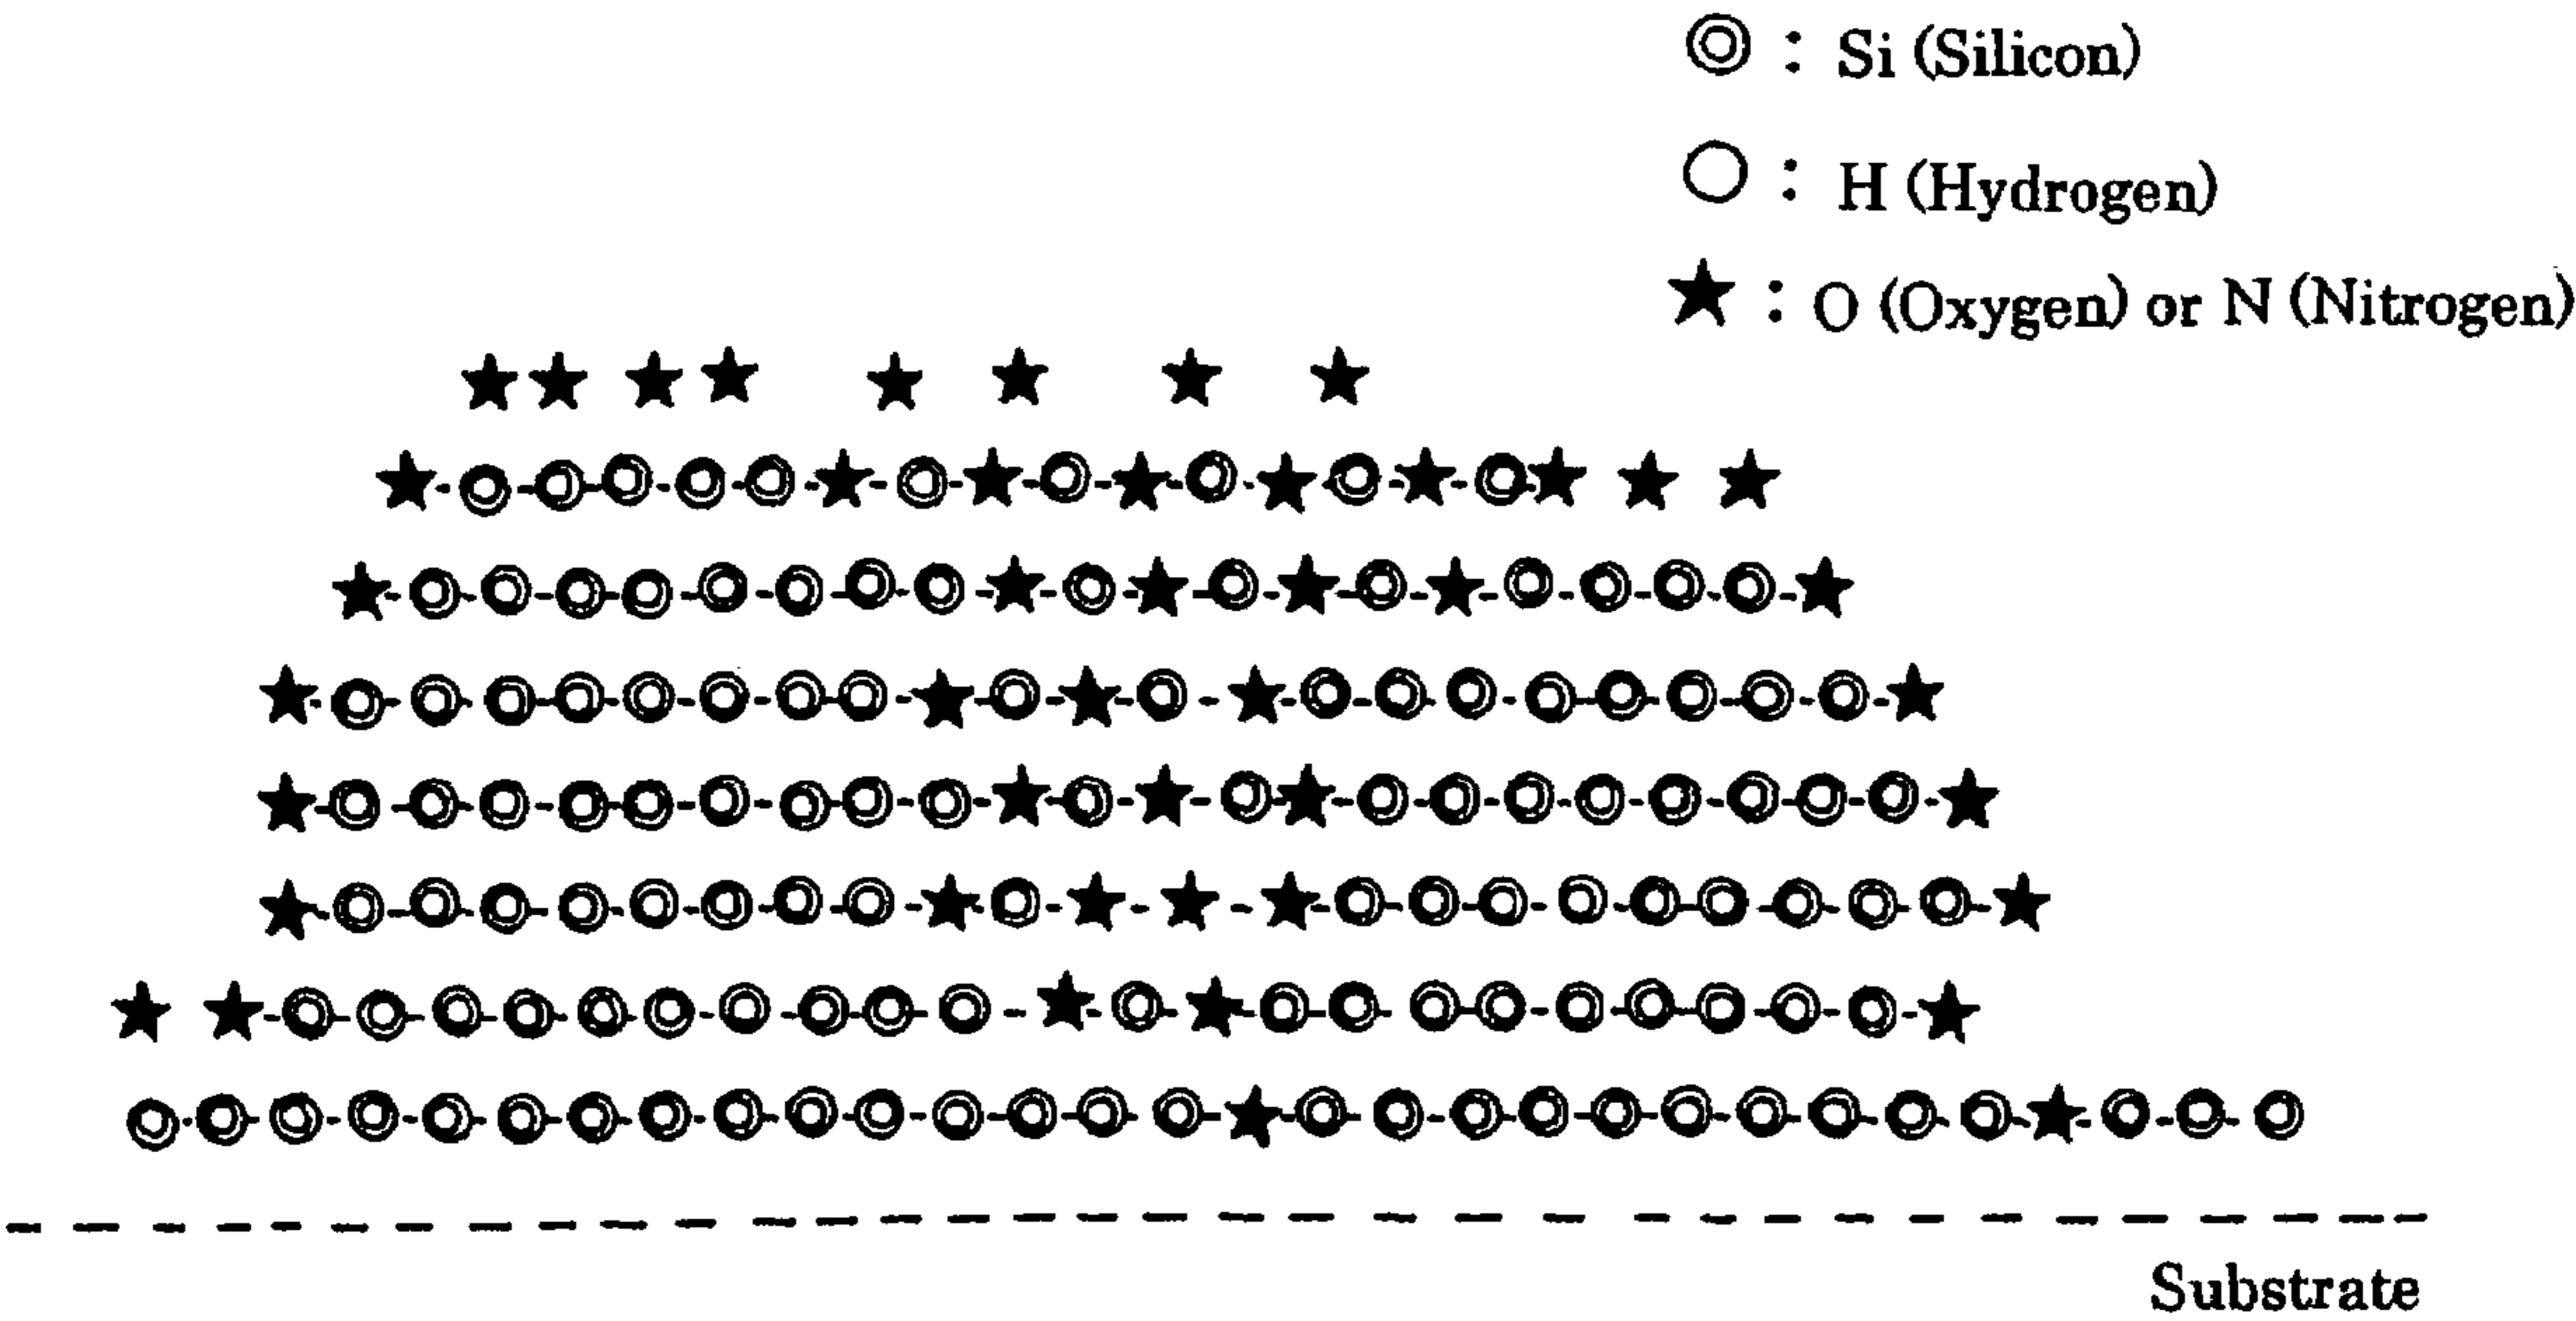 : Si (Silicon)
: H (Hydrogen)
: O (Oxygen) or N (Nitrogen)
Substrate